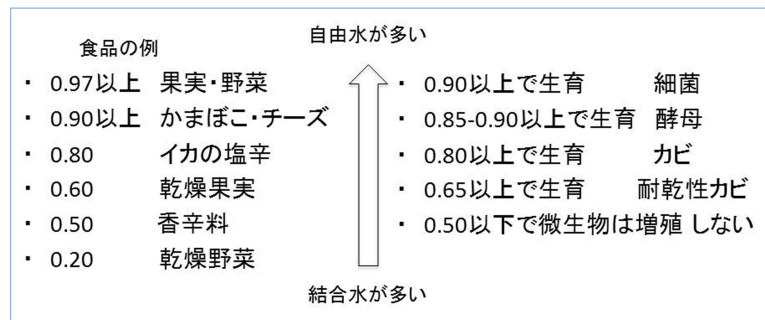 自由水が多い
食品の例
・ 0.97以上 果実・野菜
・ 0.90以上 かまぼこ・チーズ
・ 0.80 イカの塩辛
・ 0.60 乾燥果実
・ 0.50 香辛料
・ 0.20 乾燥野菜
・ 0.90以上で生育 細菌
・ 0.85-0.90以上で生育 酵母
・ 0.80以上で生育 カビ
・ 0.65以上で生育 耐乾性カビ
・ 0.50以下で微生物は増殖 しない
結合水が多い